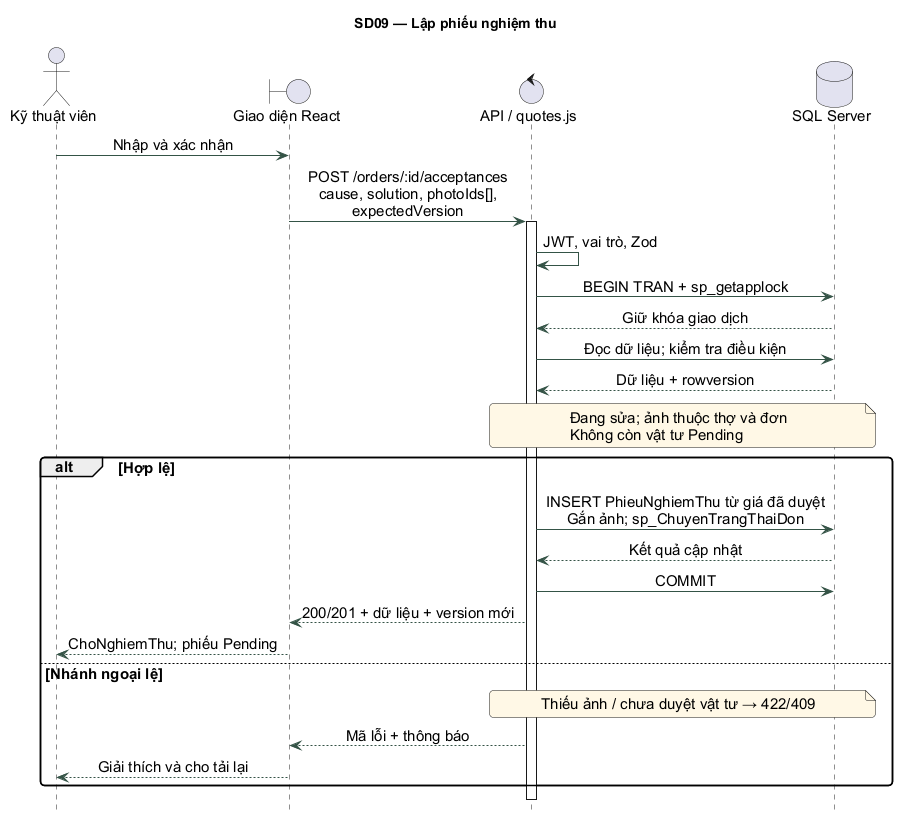 SD09 — Lập phiếu nghiệm thu
Kỹ thuật viên
Giao diện React
API / quotes.js
SQL Server
Nhập và xác nhận
POST /orders/:id/acceptances
cause, solution, photoIds[],
expectedVersion
JWT, vai trò, Zod
BEGIN TRAN + sp_getapplock
Giữ khóa giao dịch
Đọc dữ liệu; kiểm tra điều kiện
Dữ liệu + rowversion
Đang sửa; ảnh thuộc thợ và đơn
Không còn vật tư Pending
alt
[Hợp lệ]
INSERT PhieuNghiemThu từ giá đã duyệt
Gắn ảnh; sp_ChuyenTrangThaiDon
Kết quả cập nhật
COMMIT
200/201 + dữ liệu + version mới
ChoNghiemThu; phiếu Pending
[Nhánh ngoại lệ]
Thiếu ảnh / chưa duyệt vật tư → 422/409
Mã lỗi + thông báo
Giải thích và cho tải lại